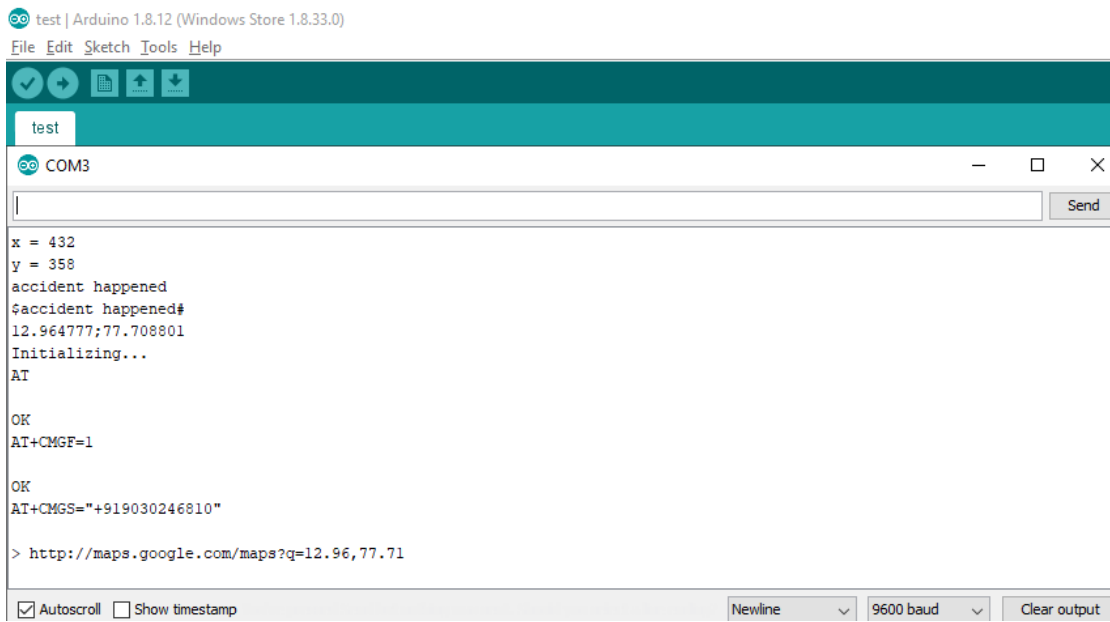 test | Arduino 1.8.12 (Windows Store 1.8.33.0)
File Edit Sketch Tools Help
test
COM3
Send
x = 432
y = 358
accident happened
$accident happened#
12.964777;77.708801
Initializing...
AT
OK
AT+CMGF=1
OK
AT+CMGS="+919030246810"
> http://maps.google.com/maps?q=12.96,77.71
Autoscroll Show timestamp Newline 9600 baud Clear output